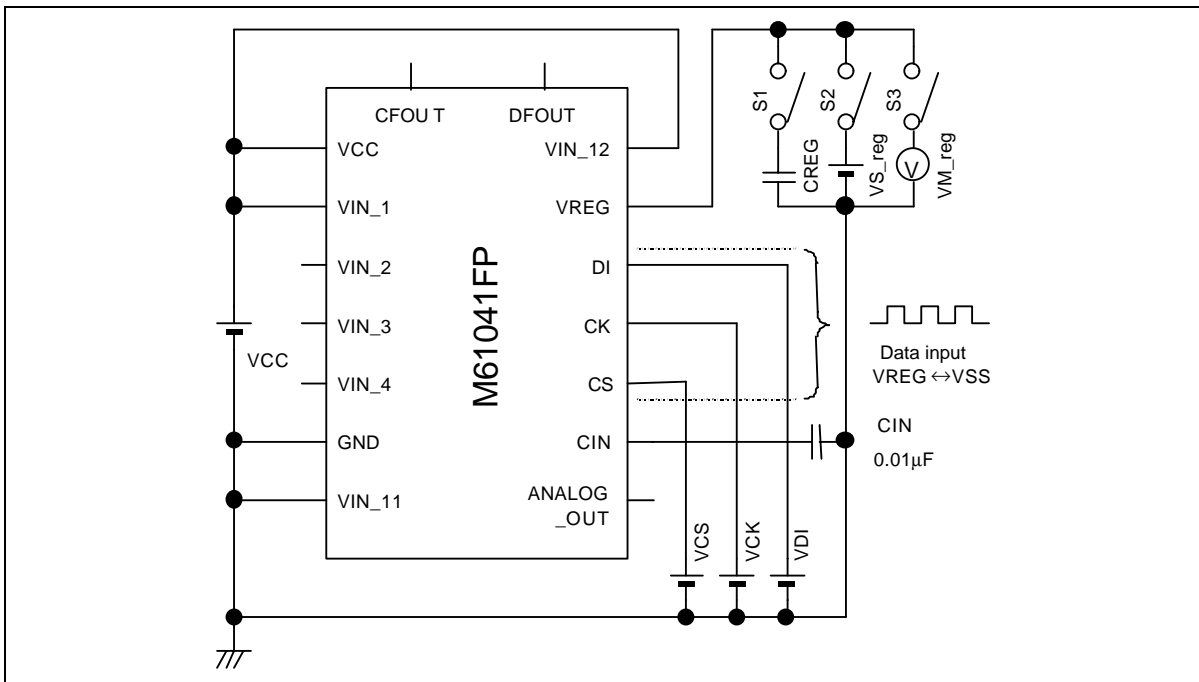 CFOUT
DFOUT
VCC
VIN_1
VIN_2
VIN_3
VIN_4
GND
VIN_11
M61041FP
VIN_12
VREG
DI
CK
CS
CIN
ANALOG
_OUT
VCC
S1
S2
S3
CREG
VS_reg
V
VM_reg
Data input
VREG ↔VSS
CIN
0.01μF
VCS
VCK
VDI